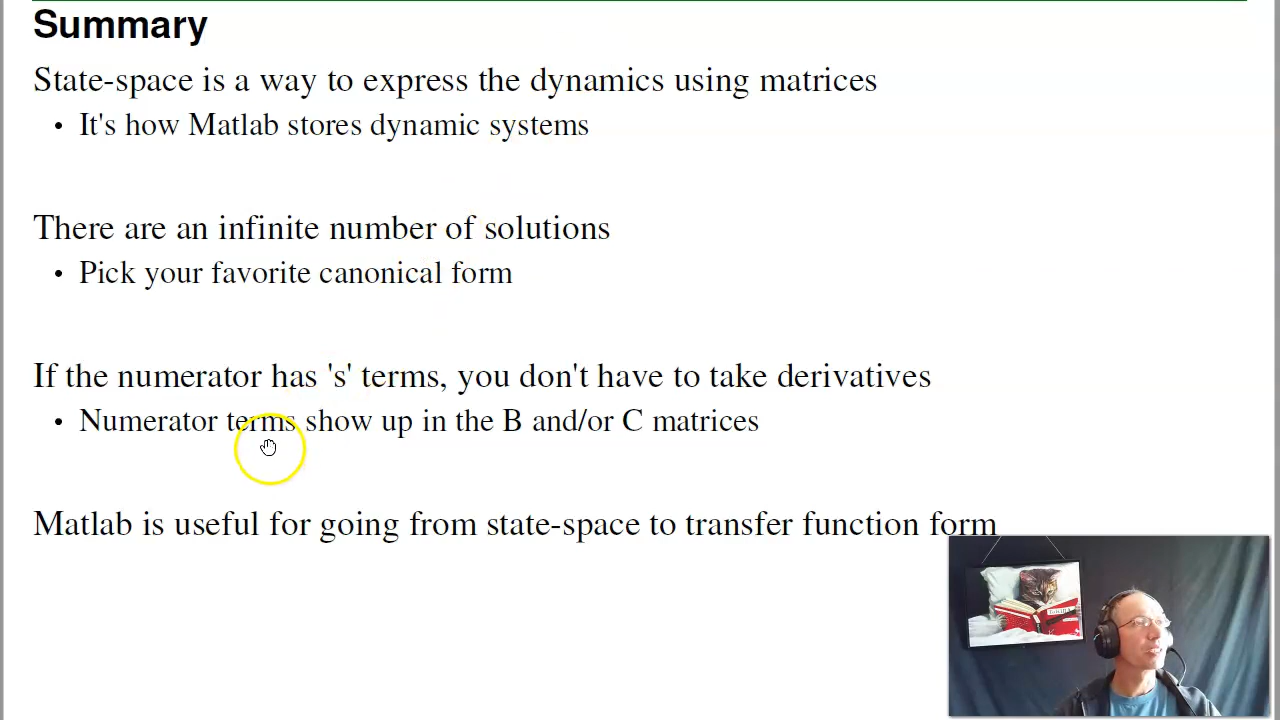 Summary
State-space is a way to express the dynamics using matrices
• It's how Matlab stores dynamic systems
There are an infinite number of solutions
• Pick your favorite canonical form
If the numerator has 's' terms, you don't have to take derivatives
• Numerator terms show up in the B and/or C matrices
Matlab is useful for going from state-space to transfer function form